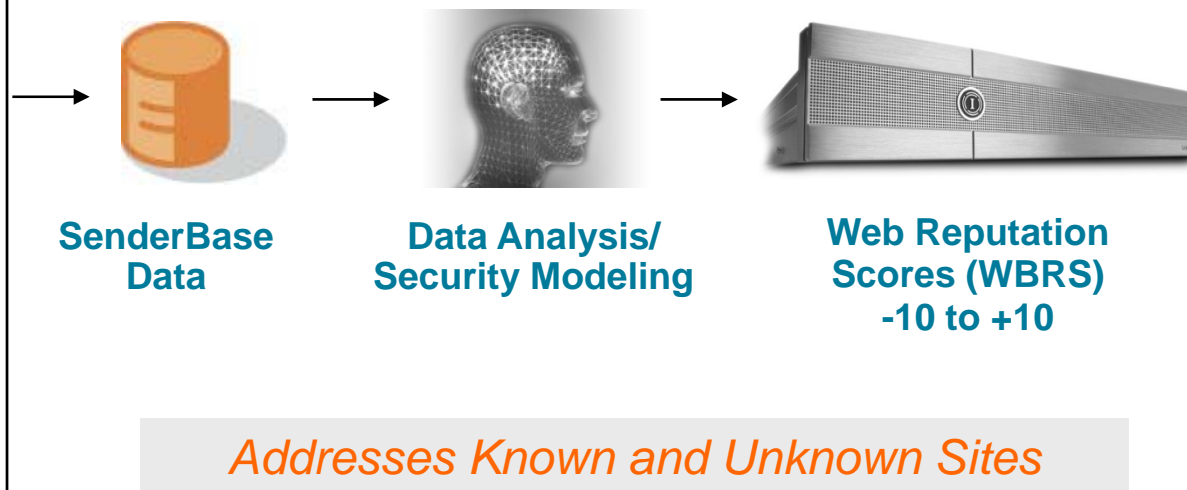 SenderBase
Data
Data Analysis/
Security Modeling
Web Reputation
Scores (WBRS)
-10 to +10
Addresses Known and Unknown Sites